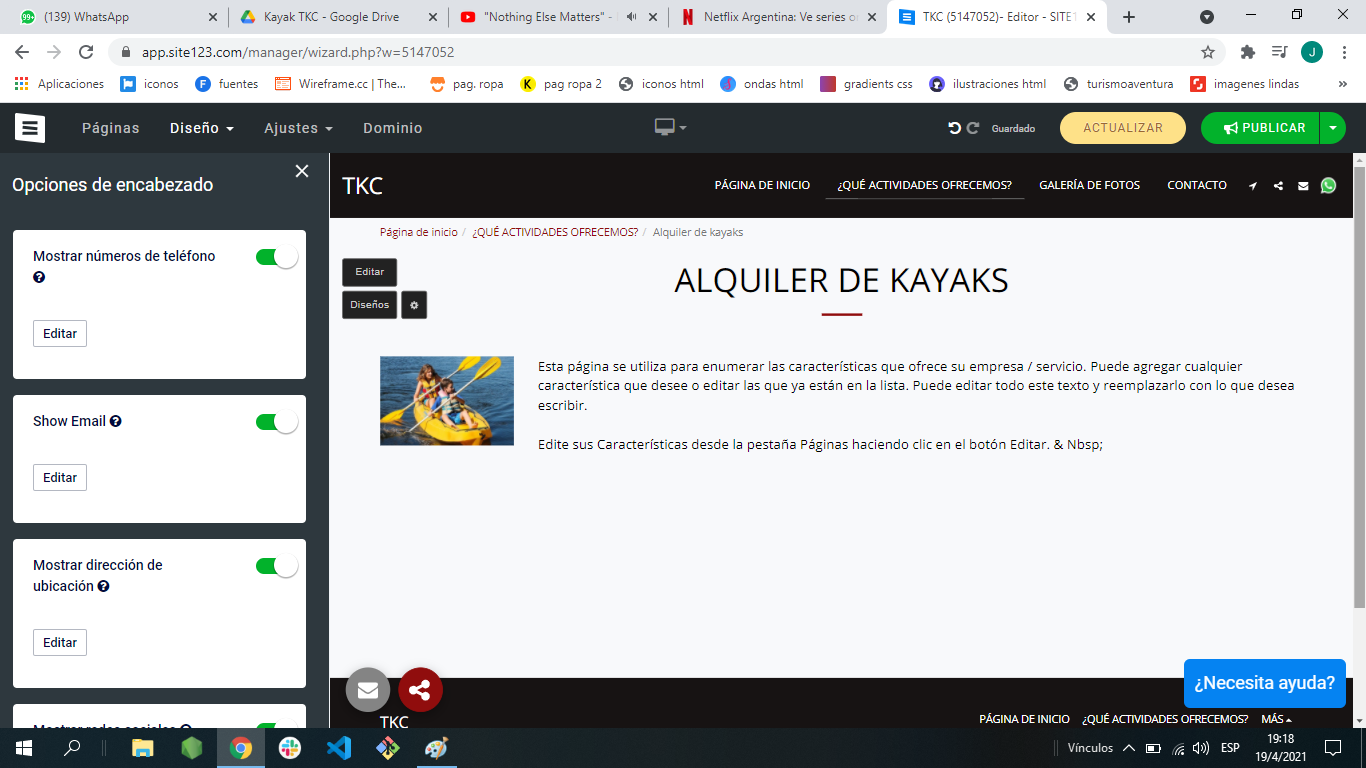 (139) WhatsApp
Kayak TKC - Google Drive
"Nothing Else Matters" -
Netflix Argentina: Ve series o
TKC (5147052)- Editor - SITE1
app.site123.com/manager/wizard.php?w=5147052
J
Aplicaciones
iconos
fuentes
Wireframe.cc | The...
pag. ropa
pag ropa 2
iconos html
ondas html
gradients css
ilustraciones html
turismoaventura
imagenes lindas
»
Páginas
Diseño
Ajustes
Dominio
Guardado
ACTUALIZAR
PUBLICAR
Opciones de encabezado
Mostrar números de teléfono
Editar
Show Email
Editar
Mostrar dirección de
ubicación
Editar
Mostrar redes sociales
TKC
PÁGINA DE INICIO
¿QUÉ ACTIVIDADES OFRECEMOS?
GALERÍA DE FOTOS
CONTACTO
Página de inicio / ¿QUÉ ACTIVIDADES OFRECEMOS? / Alquiler de kayaks
Editar
Diseños
ALQUILER DE KAYAKS
Esta página se utiliza para enumerar las características que ofrece su empresa / servicio. Puede agregar cualquier
característica que desee o editar las que ya están en la lista. Puede editar todo este texto y reemplazarlo con lo que desea
escribir.
Edite sus Características desde la pestaña Páginas haciendo clic en el botón Editar. & Nbsp;
¿Necesita ayuda?
TKC
PÁGINA DE INICIO
¿QUÉ ACTIVIDADES OFRECEMOS?
MÁS
Vínculos
ESP
19:18
19/4/2021